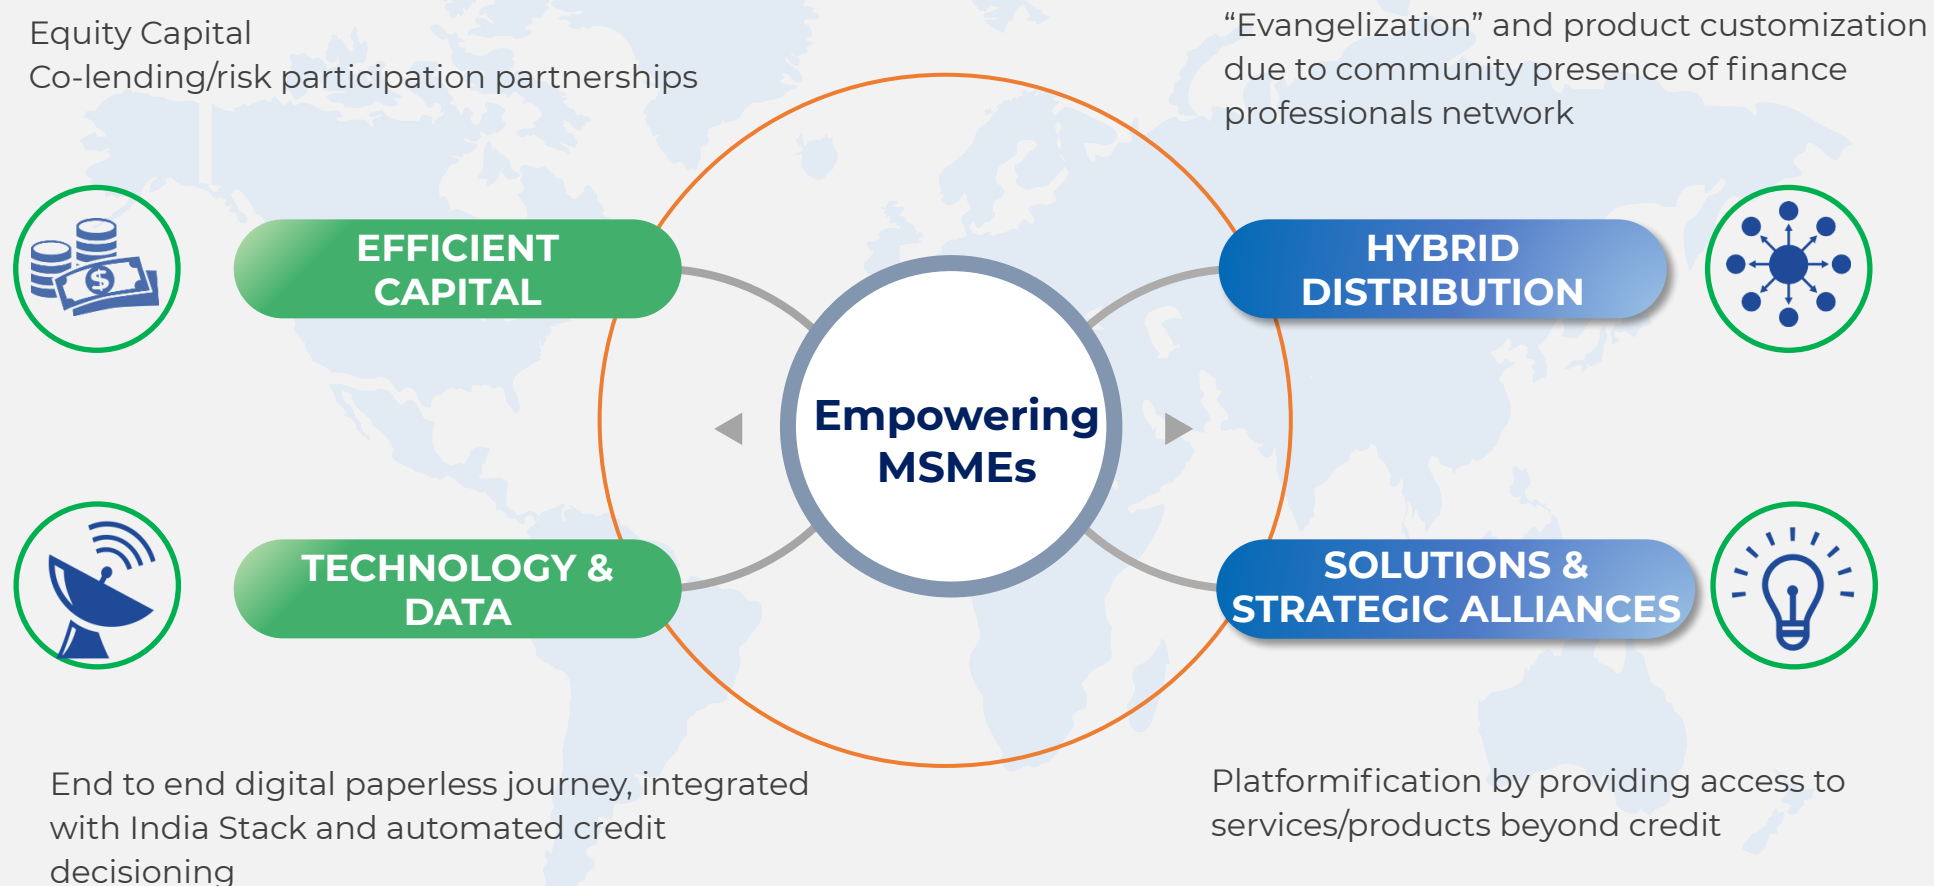 Equity Capital
Co-lending/risk participation partnerships
“Evangelization” and product customization
due to community presence of finance
professionals network
EFFICIENT
CAPITAL
HYBRID
DISTRIBUTION
Empowering
MSMEs
TECHNOLOGY &
DATA
SOLUTIONS &
STRATEGIC ALLIANCES
End to end digital paperless journey, integrated
with India Stack and automated credit
decisioning
Platformification by providing access to
services/products beyond credit